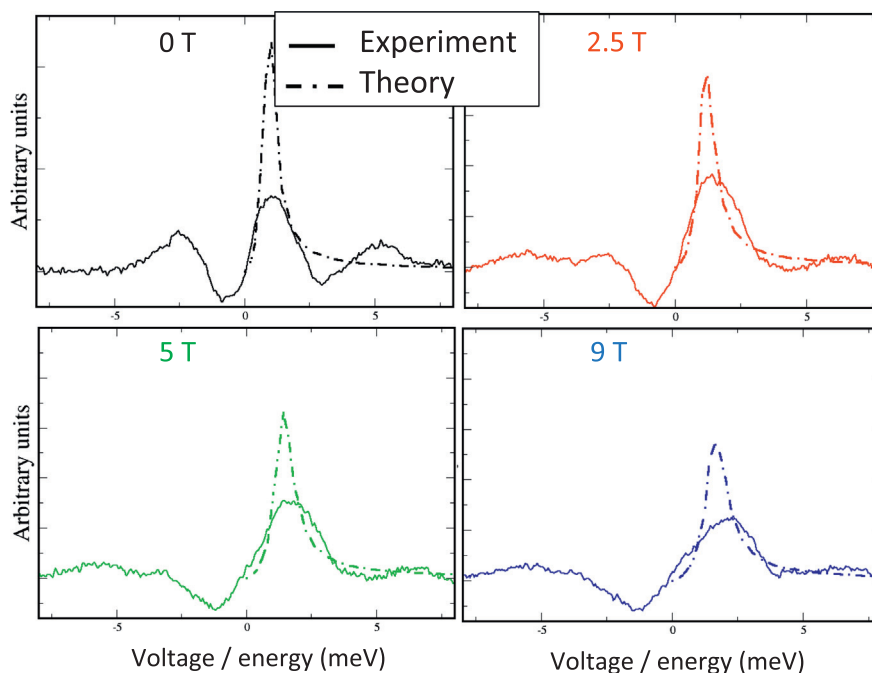 0 T
Experiment
Theory
2.5 T
Arbitrary units
-5
0
5
-5
0
5
5 T
9 T
Arbitrary units
-5
0
5
-5
0
5
Voltage / energy (meV)
Voltage / energy (meV)